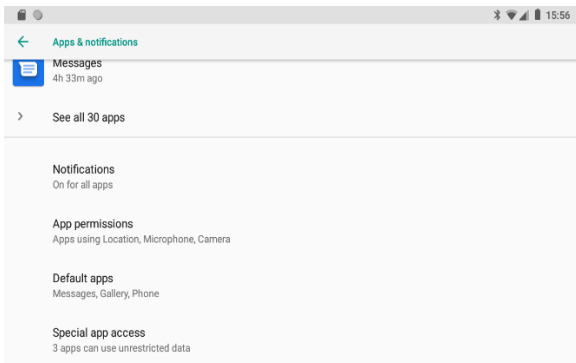 15:56
Apps & notifications
Messages
4h 33m ago
See all 30 apps
Notifications
On for all apps
App permissions
Apps using Location, Microphone, Camera
Default apps
Messages, Gallery, Phone
Special app access
3 apps can use unrestricted data